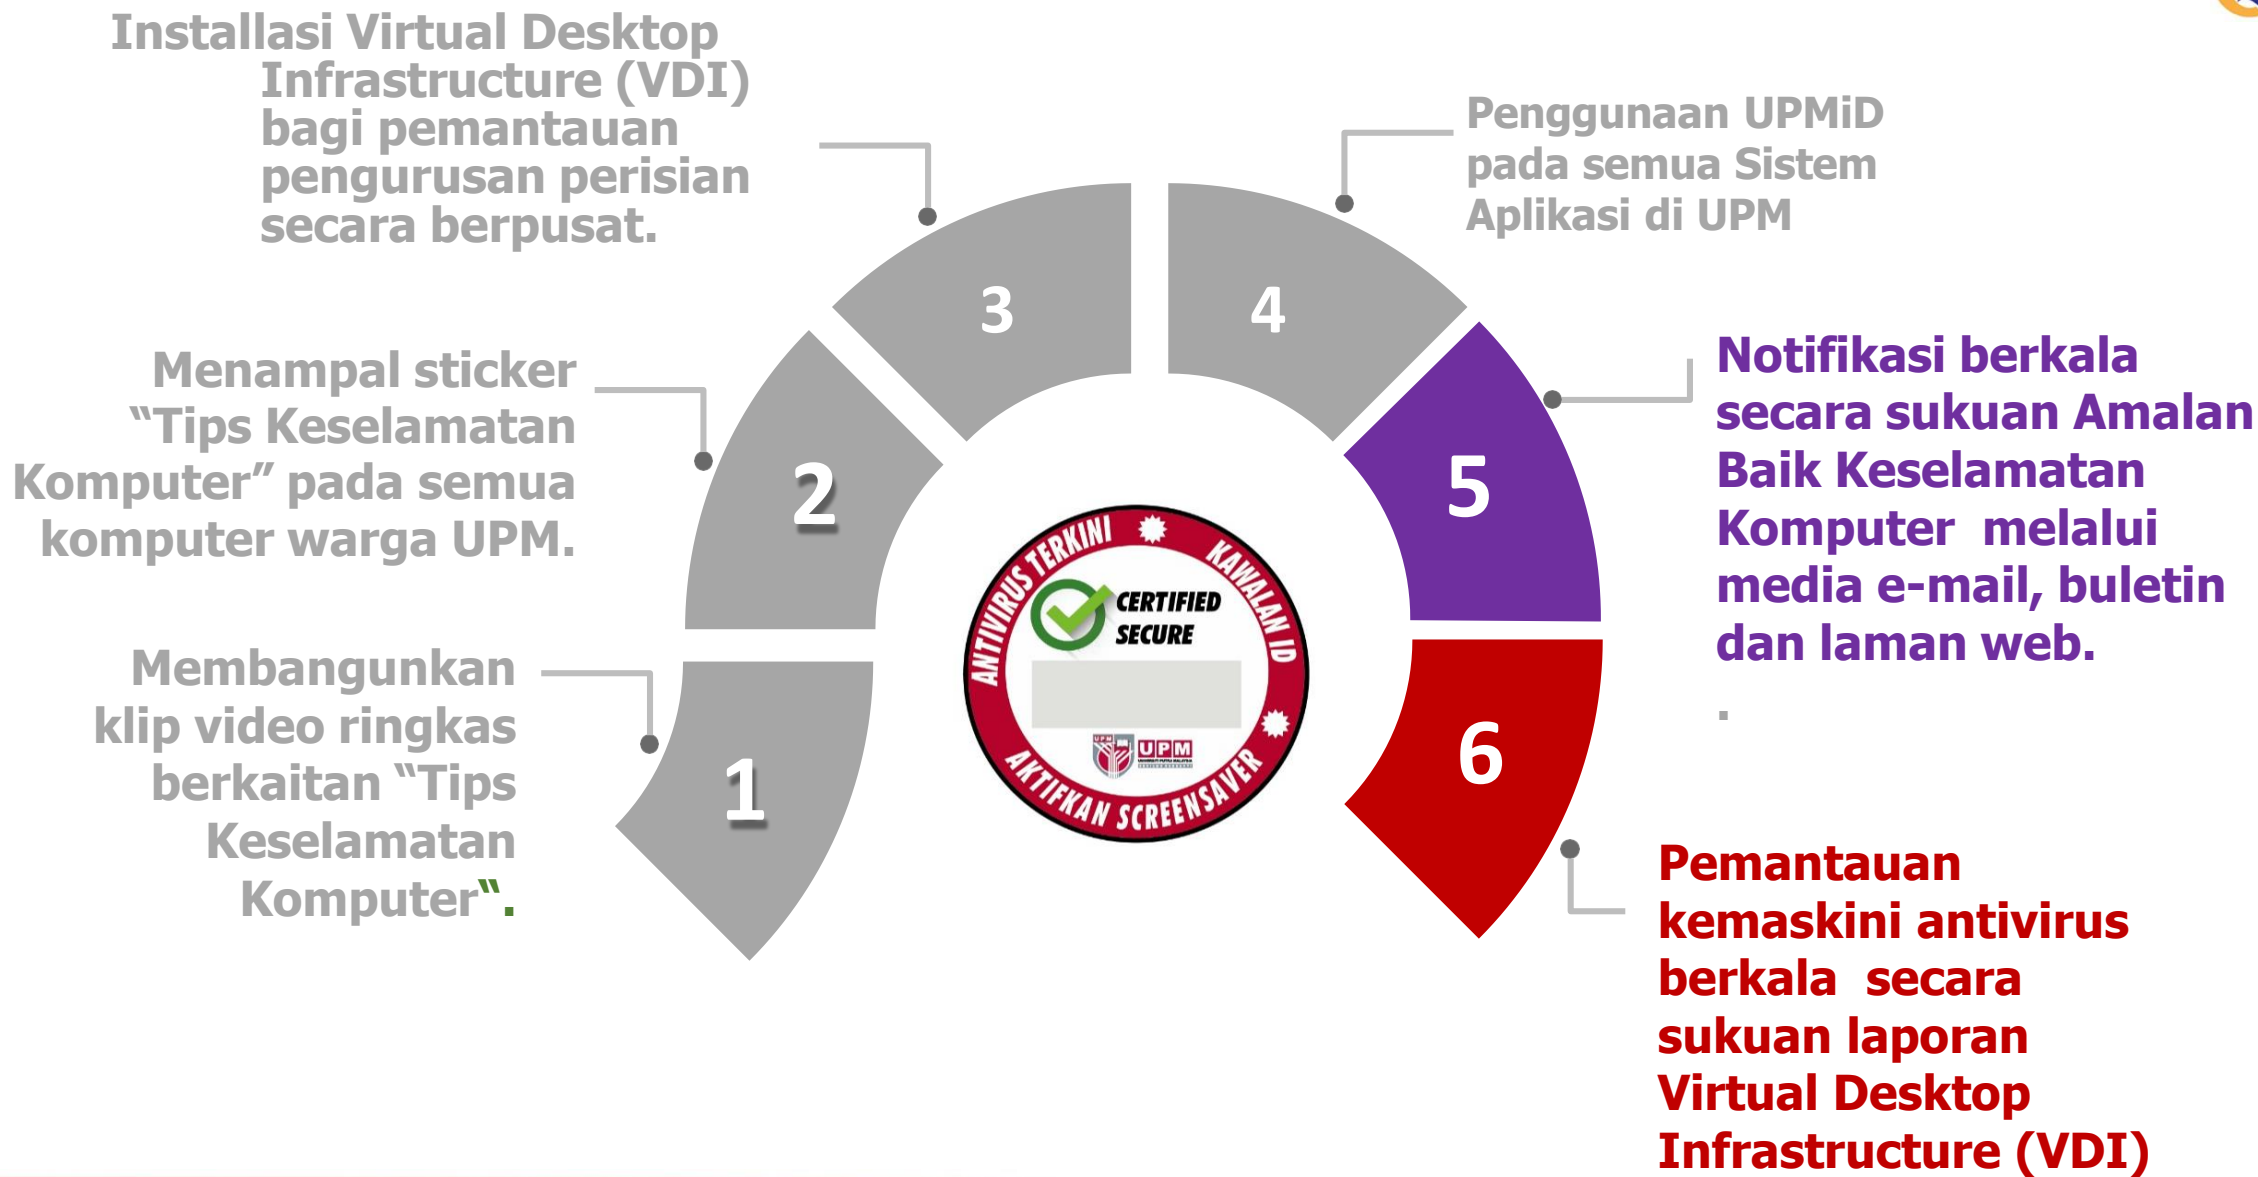 Installasi Virtual Desktop
Infrastructure (VDI)
bagi pemantauan
pengurusan perisian
secara berpusat.
Penggunaan UPMiD
pada semua Sistem
Aplikasi di UPM
3
4
Menampal sticker
“Tips Keselamatan
Komputer” pada semua
komputer warga UPM.
2
Notifikasi berkala
secara sukuan Amalan
Baik Keselamatan
Komputer  melalui
media e-mail, buletin
dan laman web.
.
5
Membangunkan
klip video ringkas
berkaitan “Tips
Keselamatan
Komputer“.
1
ANTIVIRUS TERKINI
KAWALAN ID
CERTIFIED
SECURE
UPM
AKTIFKAN SCREENSAVER
6
Pemantauan
kemaskini antivirus
berkala  secara
sukuan laporan
Virtual Desktop
Infrastructure (VDI)